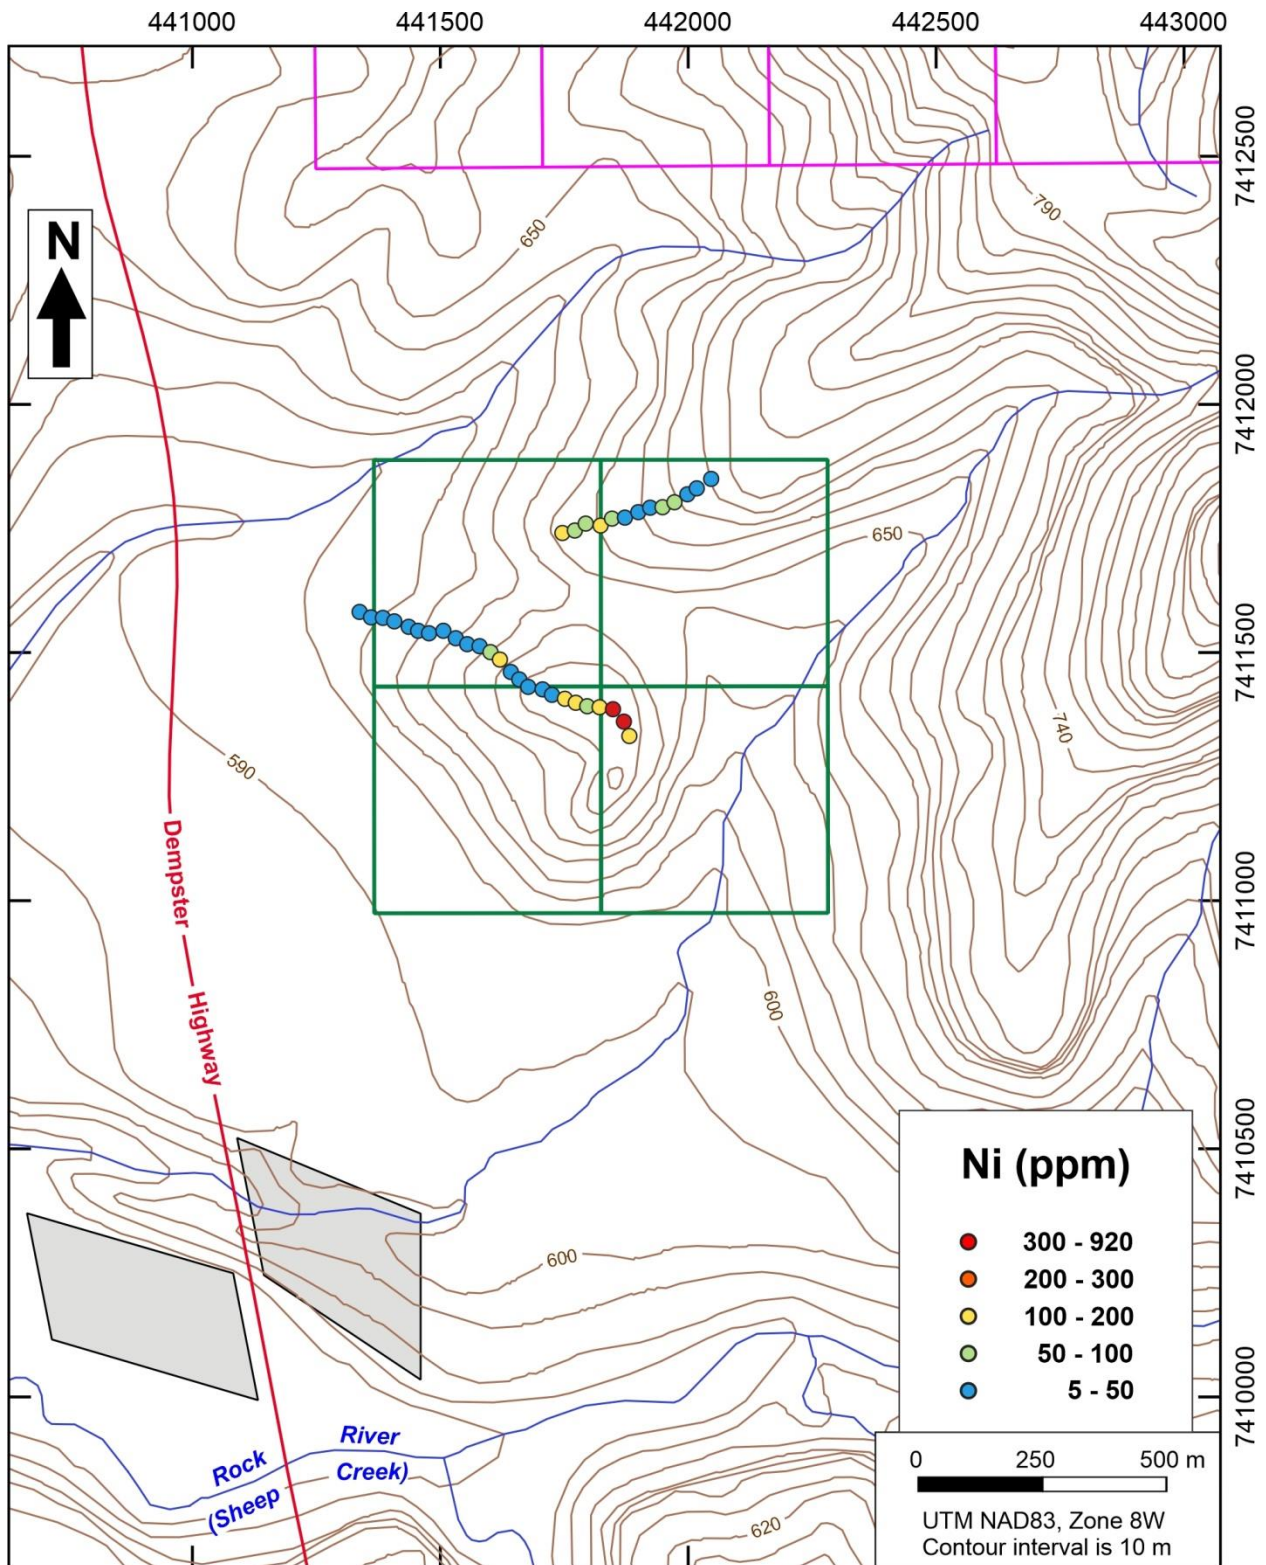 441000 441500 442000 442500 443000
7412500
790
650
N
7412000
650
7411500
740
590
Dempster
7411000
Highway
600
7410500
Ni (ppm)
300 - 920
200 - 300
100 - 200
50 - 100
5 - 50
600
7410000
River
Rock
Creek)
(Sheep
620
0 250 500 m
UTM NAD83, Zone 8W
Contour interval is 10 m